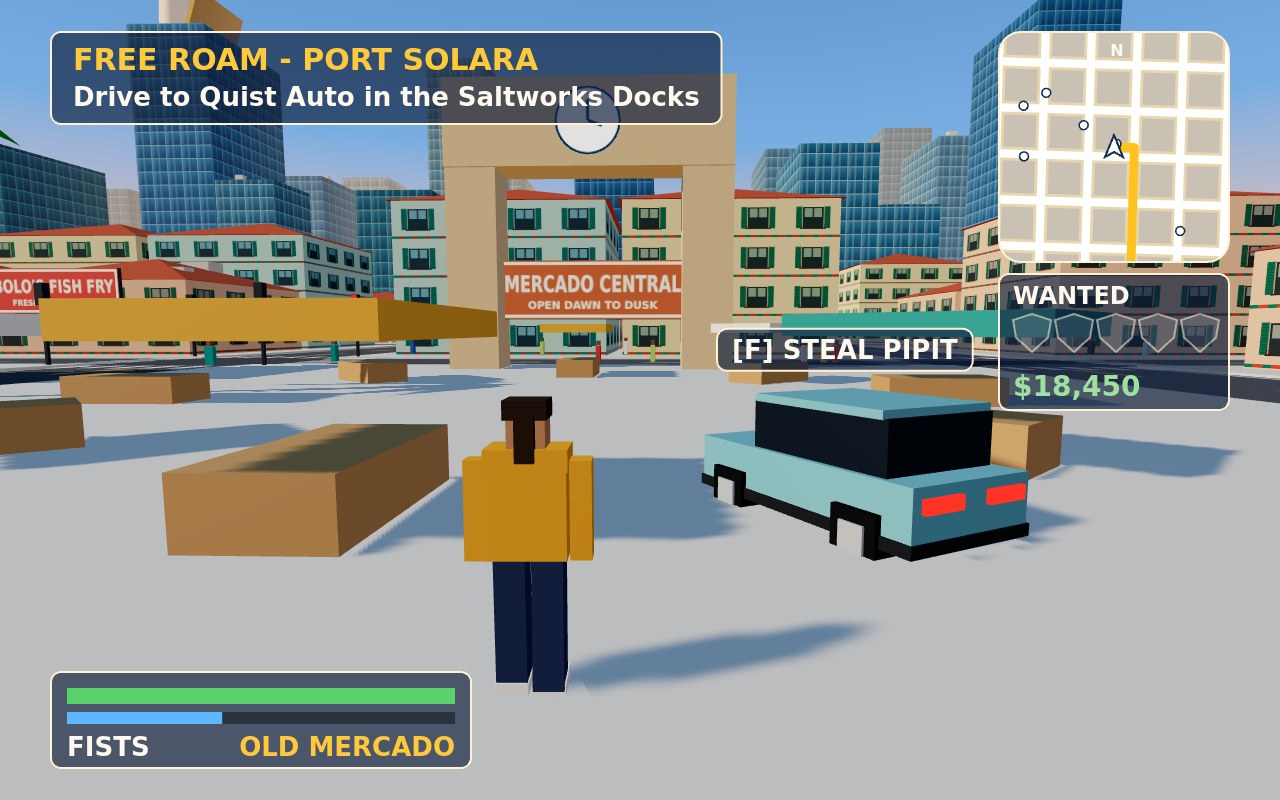 FREE ROAM - PORT SOLARA
Drive to Quist Auto in the Saltworks Docks
N
WANTED
$18,450
BOLO'S FISH FRY
MERCADO CENTRAL
OPEN DAWN TO DUSK
[F] STEAL PIPIT
FISTS
OLD MERCADO